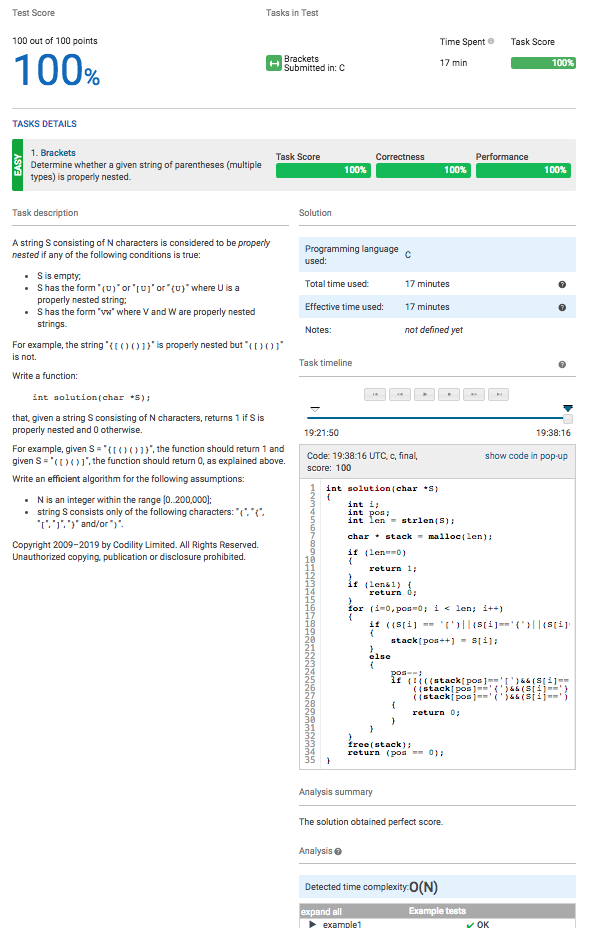 Test Score
Tasks in Test
100 out of 100 points
100%
Time Spent
Task Score
Brackets
Submitted in: C
17 min
100%
TASKS DETAILS
EASY
1. Brackets
Determine whether a given string of parentheses (multiple
types) is properly nested.
Task Score
Correctness
Performance
100%
100%
100%
Task description
A string S consisting of N characters is considered to be properly
nested if any of the following conditions is true:
• S is empty;
• S has the form "(U)" or "[U]" or "{U}" where U is a
properly nested string;
• S has the form "VW" where V and W are properly nested
strings.
For example, the string "{[()()]}" is properly nested but "([)()]"
is not.
Write a function:
int solution(char *S);
that, given a string S consisting of N characters, returns 1 if S is
properly nested and 0 otherwise.
For example, given S = "{[()()]}", the function should return 1 and
given S = "([)()]", the function should return 0, as explained above.
Write an efficient algorithm for the following assumptions:
• N is an integer within the range [0..200,000];
• string S consists only of the following characters: "(", "{",
"[", "]", "}" and/or ")".
Copyright 2009–2019 by Codility Limited. All Rights Reserved.
Unauthorized copying, publication or disclosure prohibited.
Solution
Programming language
used:
C
Total time used:
17 minutes
?
Effective time used:
17 minutes
?
Notes:
not defined yet
Task timeline
?
19:21:50
19:38:16
Code: 19:38:16 UTC, c, final,
score: 100
show code in pop-up
1 int solution(char *S)
2 {
3     int i;
4     int pos;
5     int len = strlen(S);
6
7     char * stack = malloc(len);
8
9     if (len==0)
10     {
11         return 1;
12     }
13     if (len&1) {
14         return 0;
15     }
16     for (i=0,pos=0; i < len; i++)
17     {
18         if ((S[i] == '[')||(S[i]=='{')||(S[i]
19         {
20             stack[pos++] = S[i];
21         }
22         else
23         {
24             pos--;
25             if (!(((stack[pos]=='[')&&(S[i]==
26                 ((stack[pos]=='{')&&(S[i]=='}
27                 ((stack[pos]=='(')&&(S[i]==')
28             {
29                 return 0;
30             }
31         }
32     }
33     free(stack);
34     return (pos == 0);
35 }
Analysis summary
The solution obtained perfect score.
Analysis ?
Detected time complexity: O(N)
expand all
Example tests
▶ example1
✔ OK